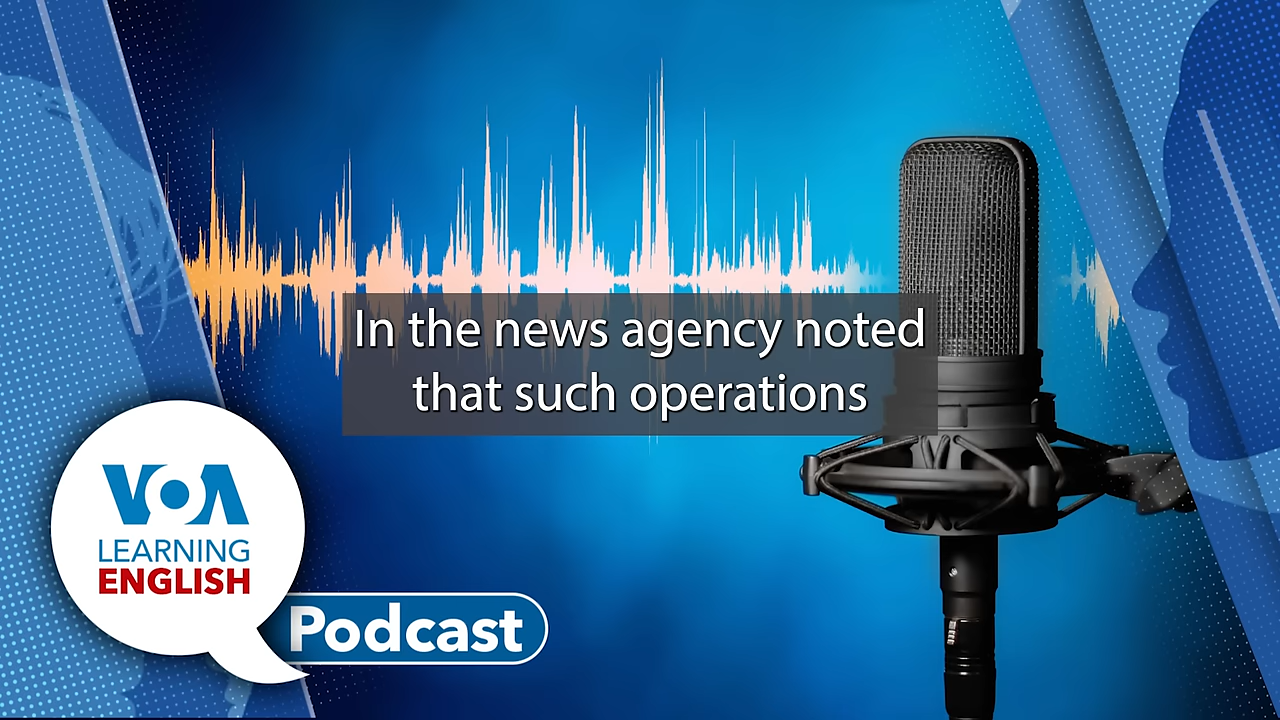 In the news agency noted
that such operations
VOA
LEARNING
ENGLISH
Podcast